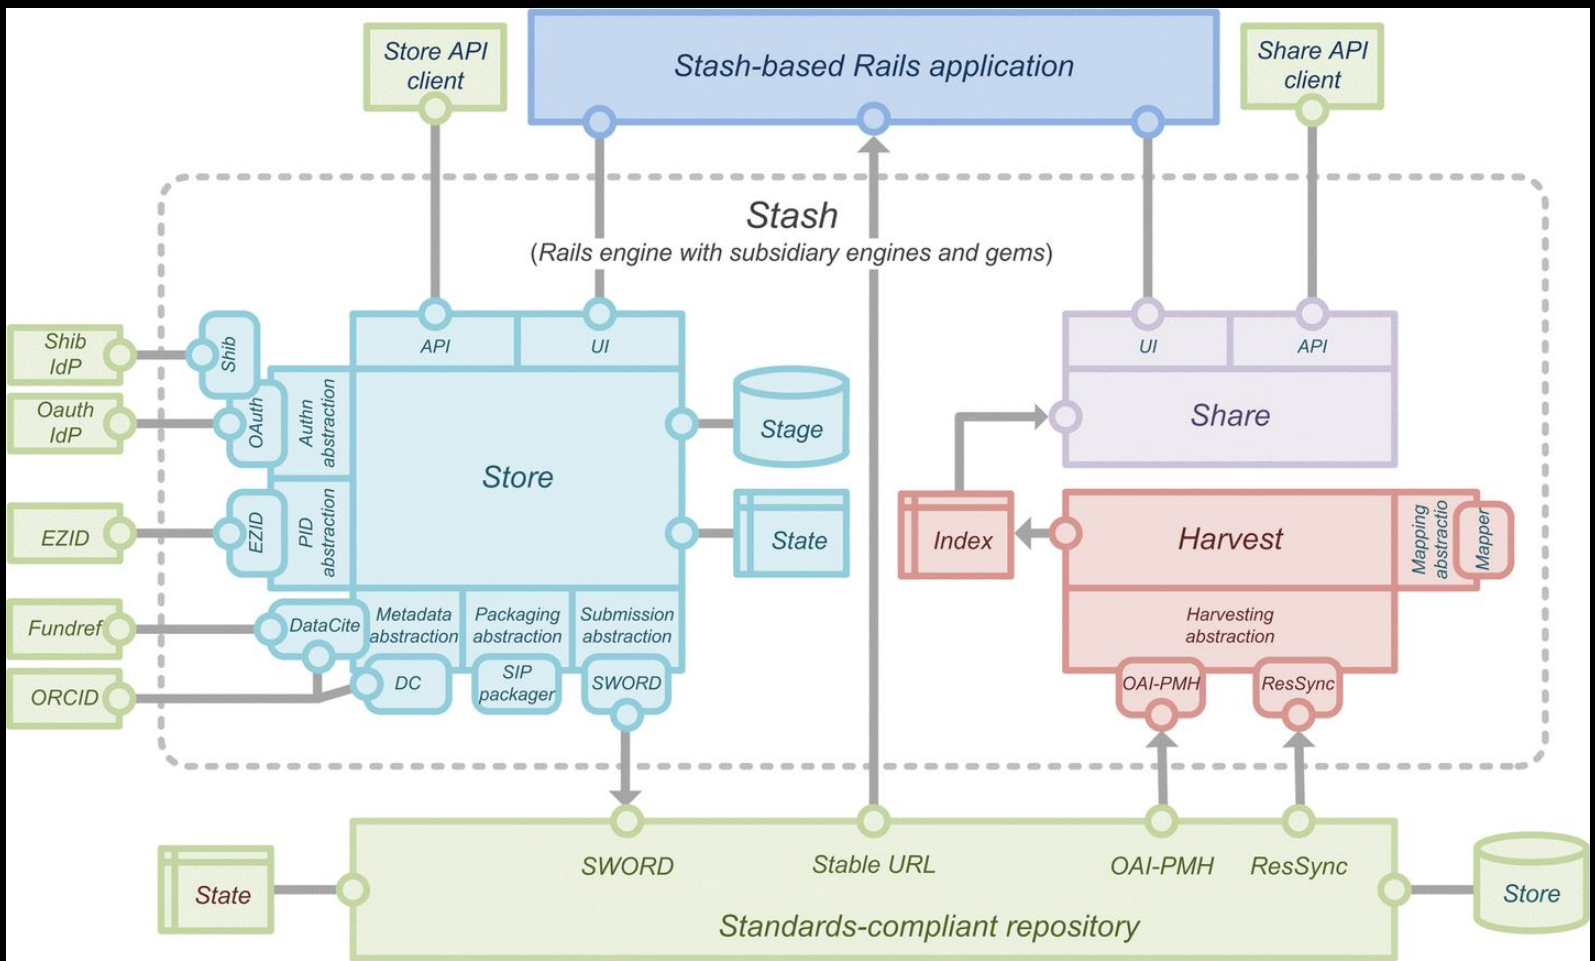 Store API
client
Stash-based Rails application
Share API
client
Stash
(Rails engine with subsidiary engines and gems)
Shib
IdP
Shib
API
UI
UI
API
Oauth
IdP
OAuth
Authn
abstraction
Stage
Share
Store
EZID
EZID
PID
abstraction
State
Index
Harvest
Mapping
abstractio
Mapper
Fundref
DataCite
Metadata
abstraction
Packaging
abstraction
Submission
abstraction
Harvesting
abstraction
ORCID
DC
SIP
packager
SWORD
OAI-PMH
ResSync
SWORD
Stable URL
OAI-PMH
ResSync
State
Store
Standards-compliant repository